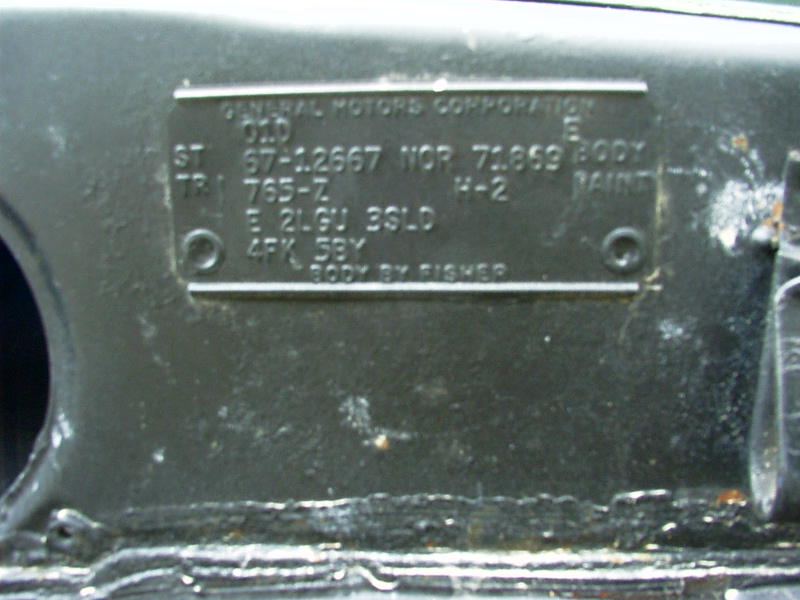 GENERAL MOTORS CORPORATION
01D E
ST 67-12667 NOR 71869 BODY
TR 765-Z H-2 PAINT
E 2LGU 3SLD
4FK 5BY
BODY BY FISHER